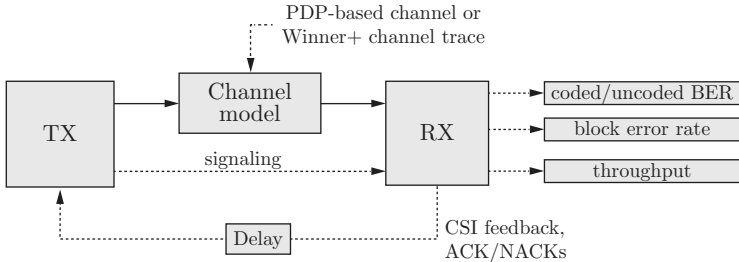 PDP-based channel or
Winner+ channel trace
TX
Channel
model
RX
coded/uncoded BER
block error rate
throughput
signaling
Delay
CSI feedback,
ACK/NACKs